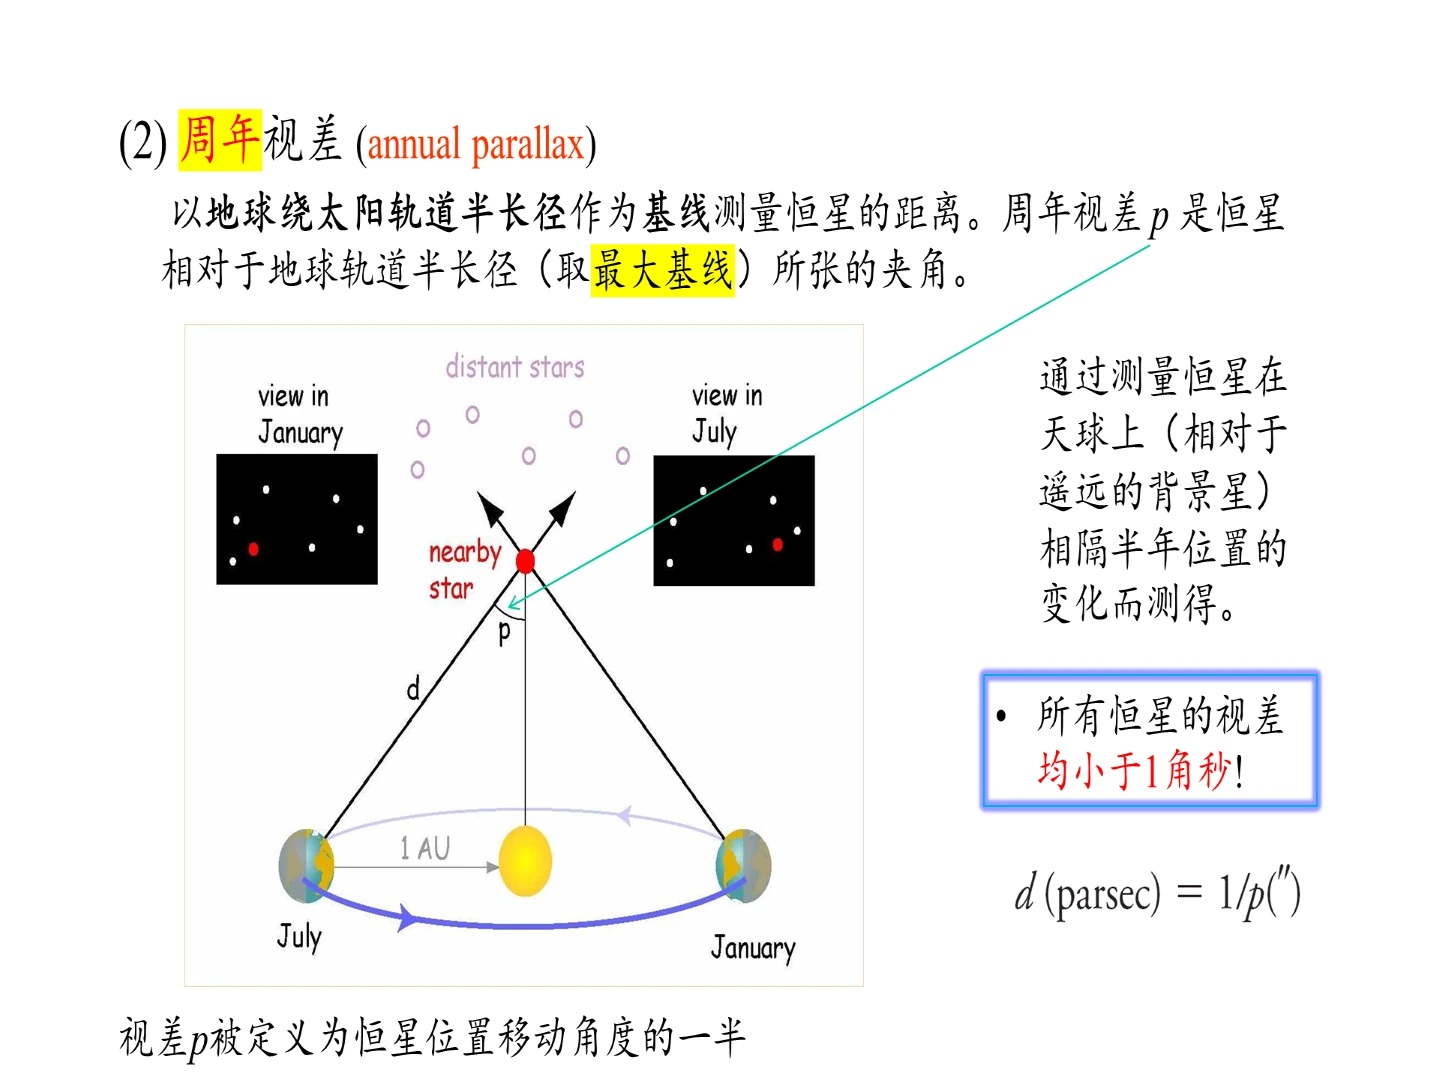 (2) 周年视差 (annual parallax)
以地球绕太阳轨道半长径作为基线测量恒星的距离。周年视差 p 是恒星
相对于地球轨道半长径（取最大基线）所张的夹角。
distant stars
view in
January
view in
July
nearby
star
p
d
1 AU
July
January
通过测量恒星在
天球上（相对于
遥远的背景星）
相隔半年位置的
变化而测得。
• 所有恒星的视差
均小于1角秒!
d (parsec) = 1/p(″)
视差p被定义为恒星位置移动角度的一半